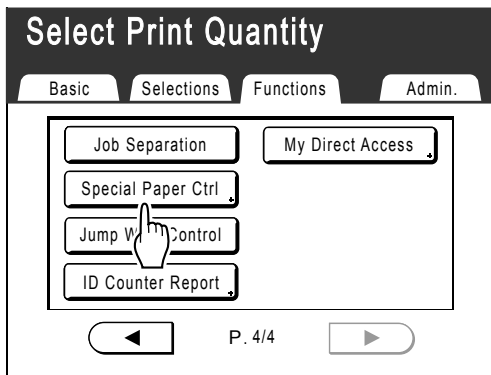 Select Print Quantity
Basic Selections Functions Admin.
Job Separation My Direct Access
Special Paper Ctrl
Jump Control
ID Counter Report
P. 4/4